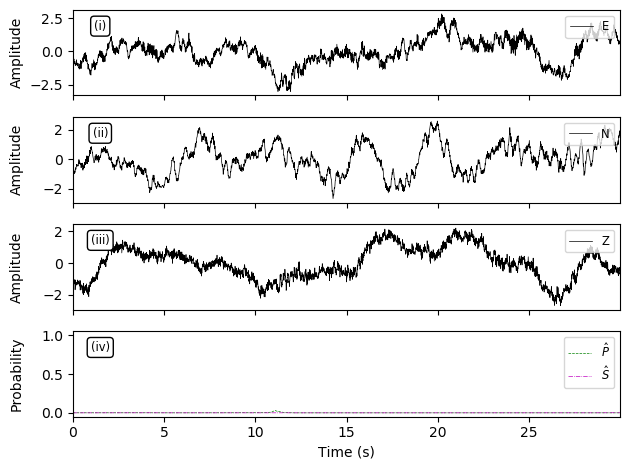 2.5
0.0
−2.5
Amplitude
(i)
E
2
0
−2
Amplitude
(ii)
N
2
0
−2
Amplitude
(iii)
Z
1.0
0.5
0.0
Probability
(iv)
P̂
Ŝ
0 5 10 15 20 25
Time (s)